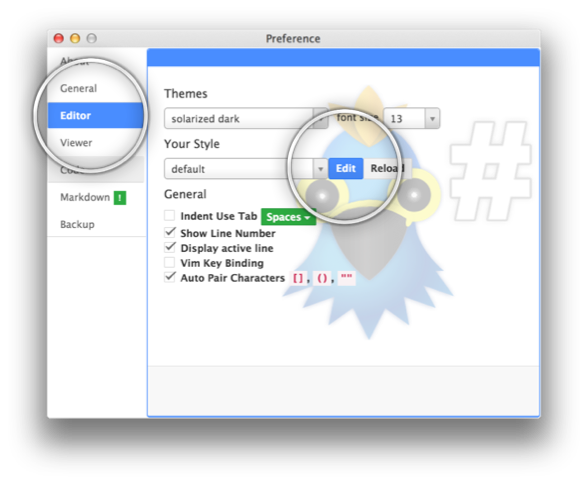 Preference
About
General
Editor
Viewer
Code
Markdown !
Backup
Themes
solarized dark font size 13
Your Style
default Edit Reload
General
Indent Use Tab Spaces
Show Line Number
Display active line
Vim Key Binding
Auto Pair Characters [] , () , ""
#